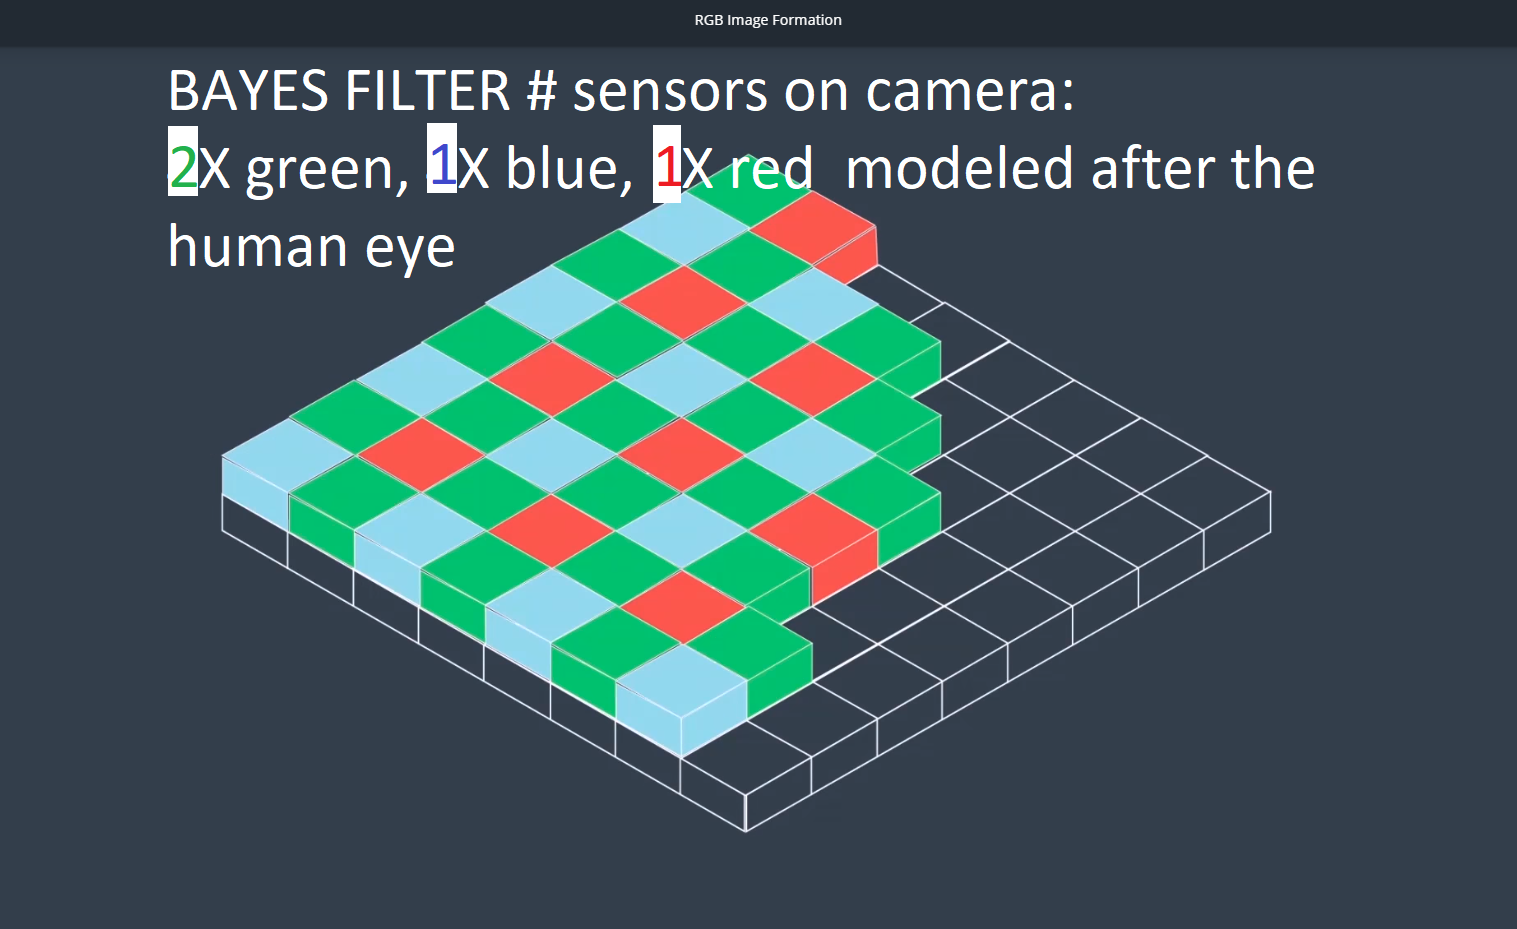 RGB Image Formation
BAYES FILTER # sensors on camera:
2X green, 1X blue, 1X red  modeled after the
human eye